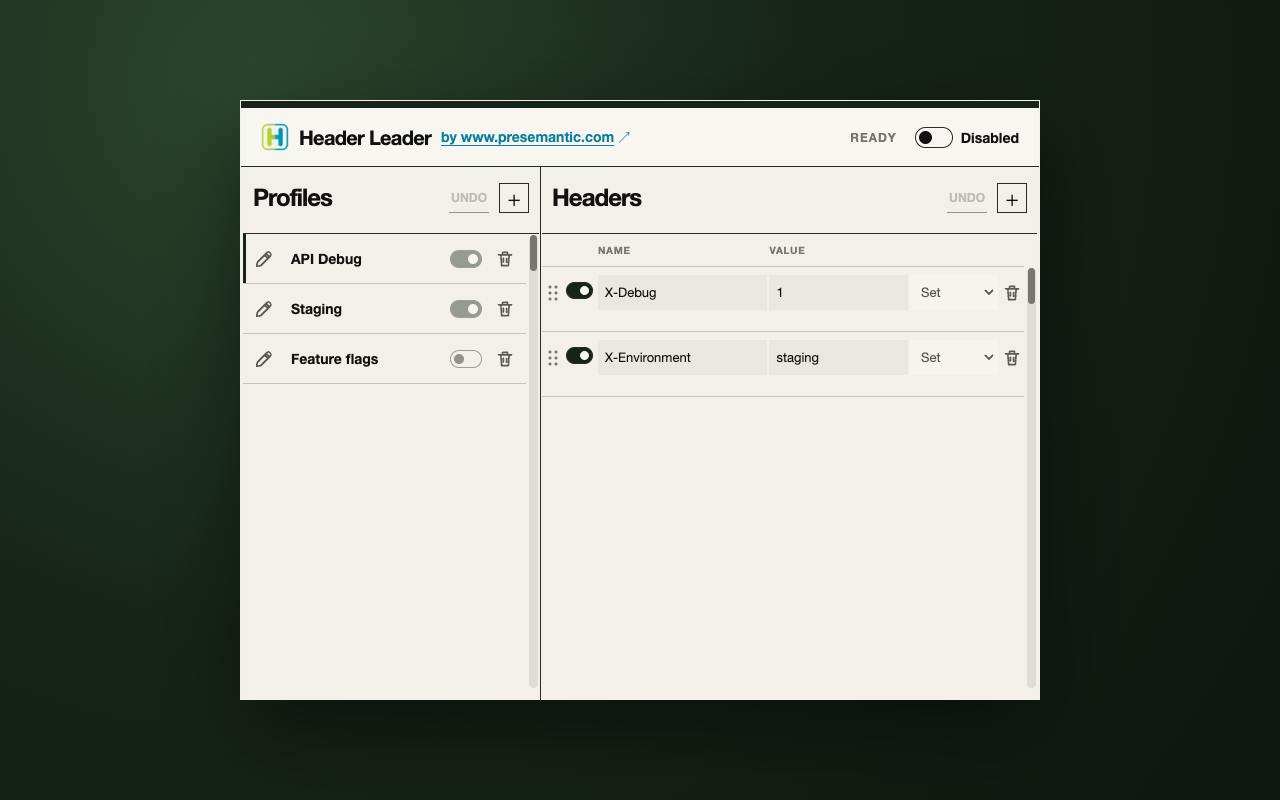 Header Leader by www.presemantic.com ↗ READY Disabled
Profiles UNDO +
Headers UNDO +
API Debug
Staging
Feature flags
NAME VALUE
X-Debug 1 Set
X-Environment staging Set